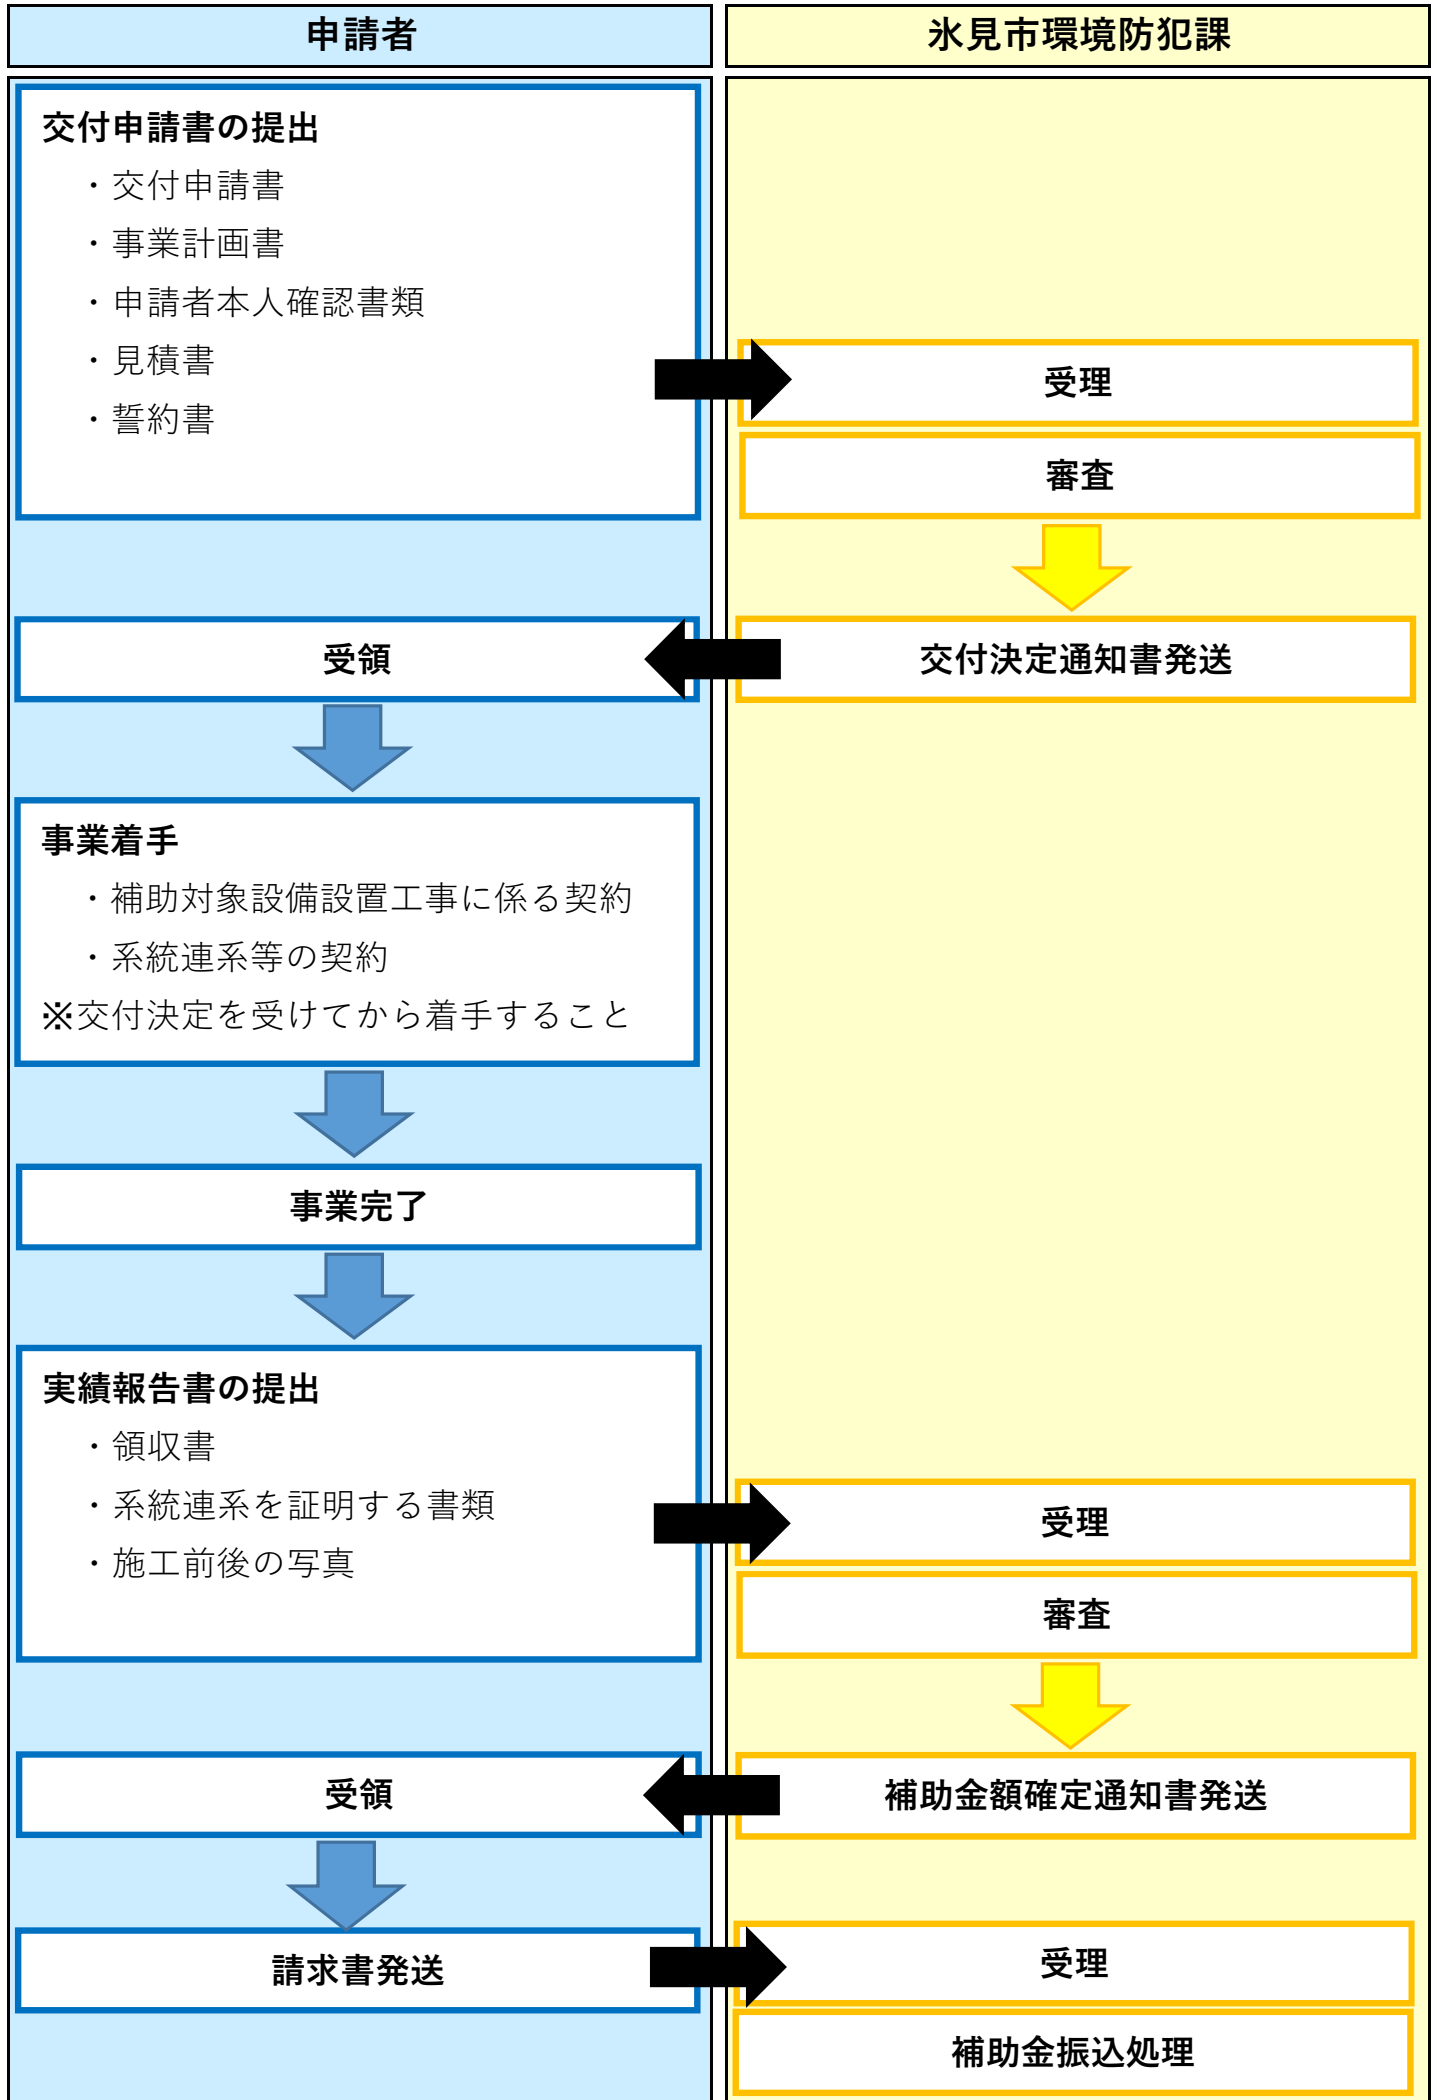 申請者
氷見市環境防犯課
交付申請書の提出
・交付申請書
・事業計画書
・申請者本人確認書類
・見積書
・誓約書
受理
審査
交付決定通知書発送
受領
事業着手
・補助対象設備設置工事に係る契約
・系統連系等の契約
※交付決定を受けてから着手すること
事業完了
実績報告書の提出
・領収書
・系統連系を証明する書類
・施工前後の写真
受理
審査
補助金額確定通知書発送
受領
請求書発送
受理
補助金振込処理